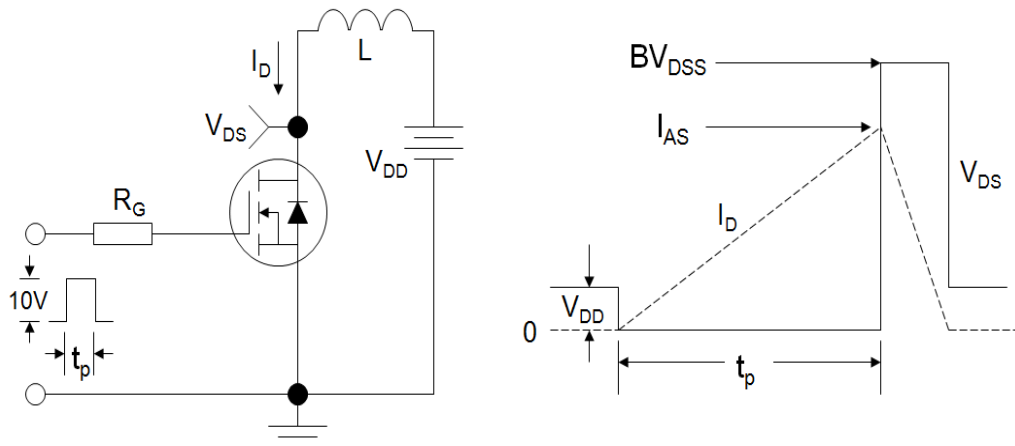 L
I_D
V_DS
V_DD
R_G
10V
t_p
BV_DSS
I_AS
V_DS
I_D
V_DD
0
t_p